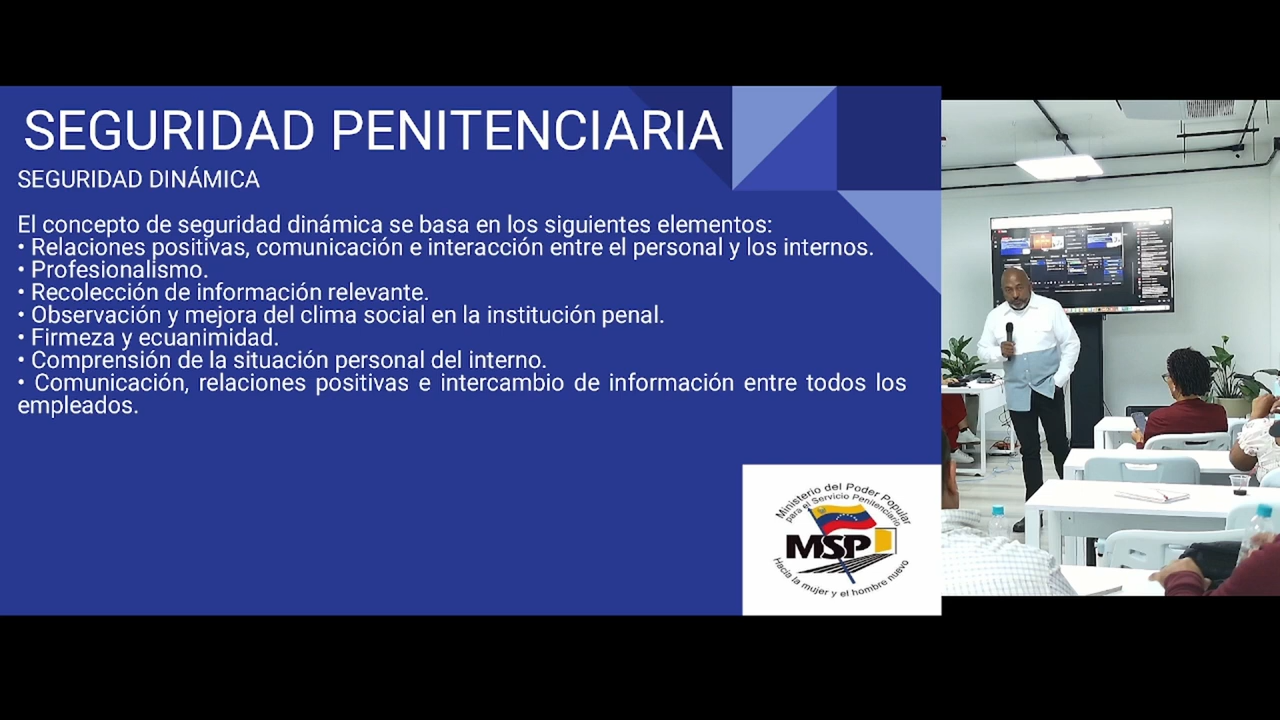 SEGURIDAD PENITENCIARIA
SEGURIDAD DINÁMICA
El concepto de seguridad dinámica se basa en los siguientes elementos:
• Relaciones positivas, comunicación e interacción entre el personal y los internos.
• Profesionalismo.
• Recolección de información relevante.
• Observación y mejora del clima social en la institución penal.
• Firmeza y ecuanimidad.
• Comprensión de la situación personal del interno.
• Comunicación, relaciones positivas e intercambio de información entre todos los
empleados.
Ministerio del Poder Popular
para el Servicio Penitenciario
MSP
Hacia la mujer y el hombre nuevo